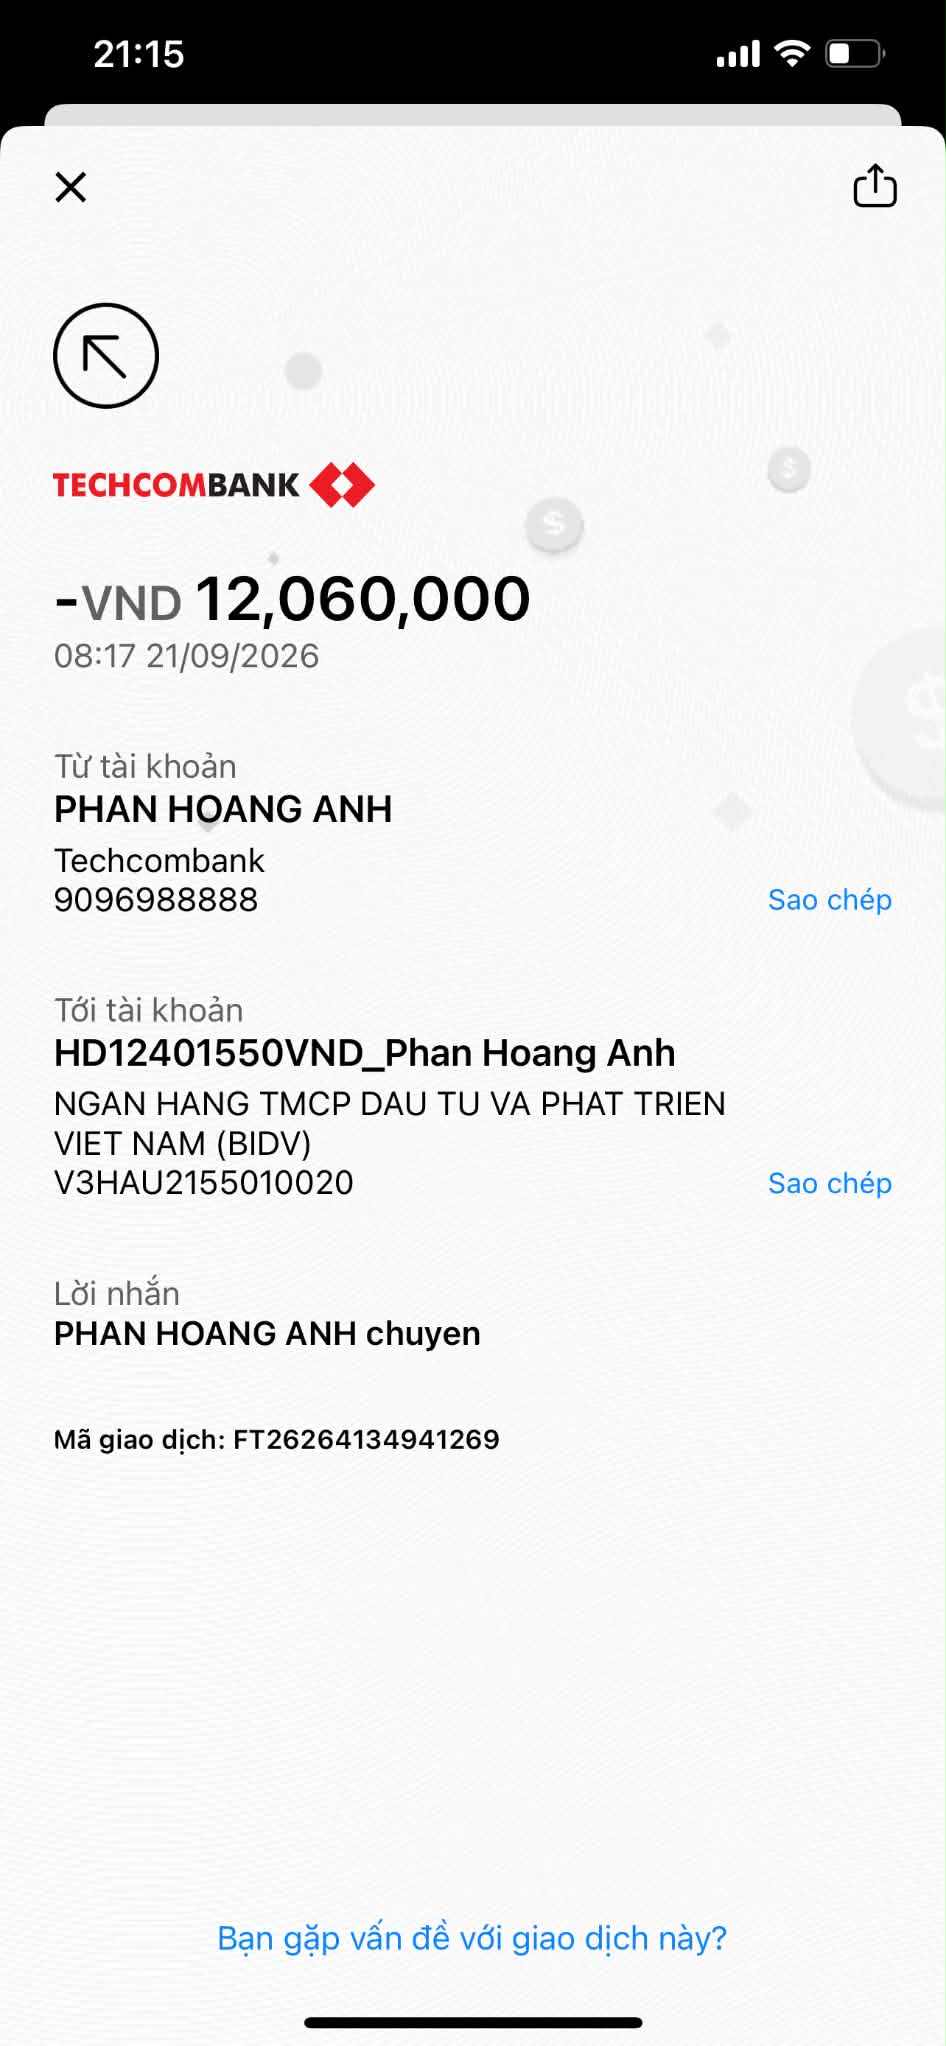 21:15
TECHCOMBANK
-VND 12,060,000
08:17 21/09/2026
Từ tài khoản
PHAN HOANG ANH
Techcombank
9096988888
Sao chép
Tới tài khoản
HD12401550VND_Phan Hoang Anh
NGAN HANG TMCP DAU TU VA PHAT TRIEN
VIET NAM (BIDV)
V3HAU2155010020
Sao chép
Lời nhắn
PHAN HOANG ANH chuyen
Mã giao dịch: FT26264134941269
Bạn gặp vấn đề với giao dịch này?